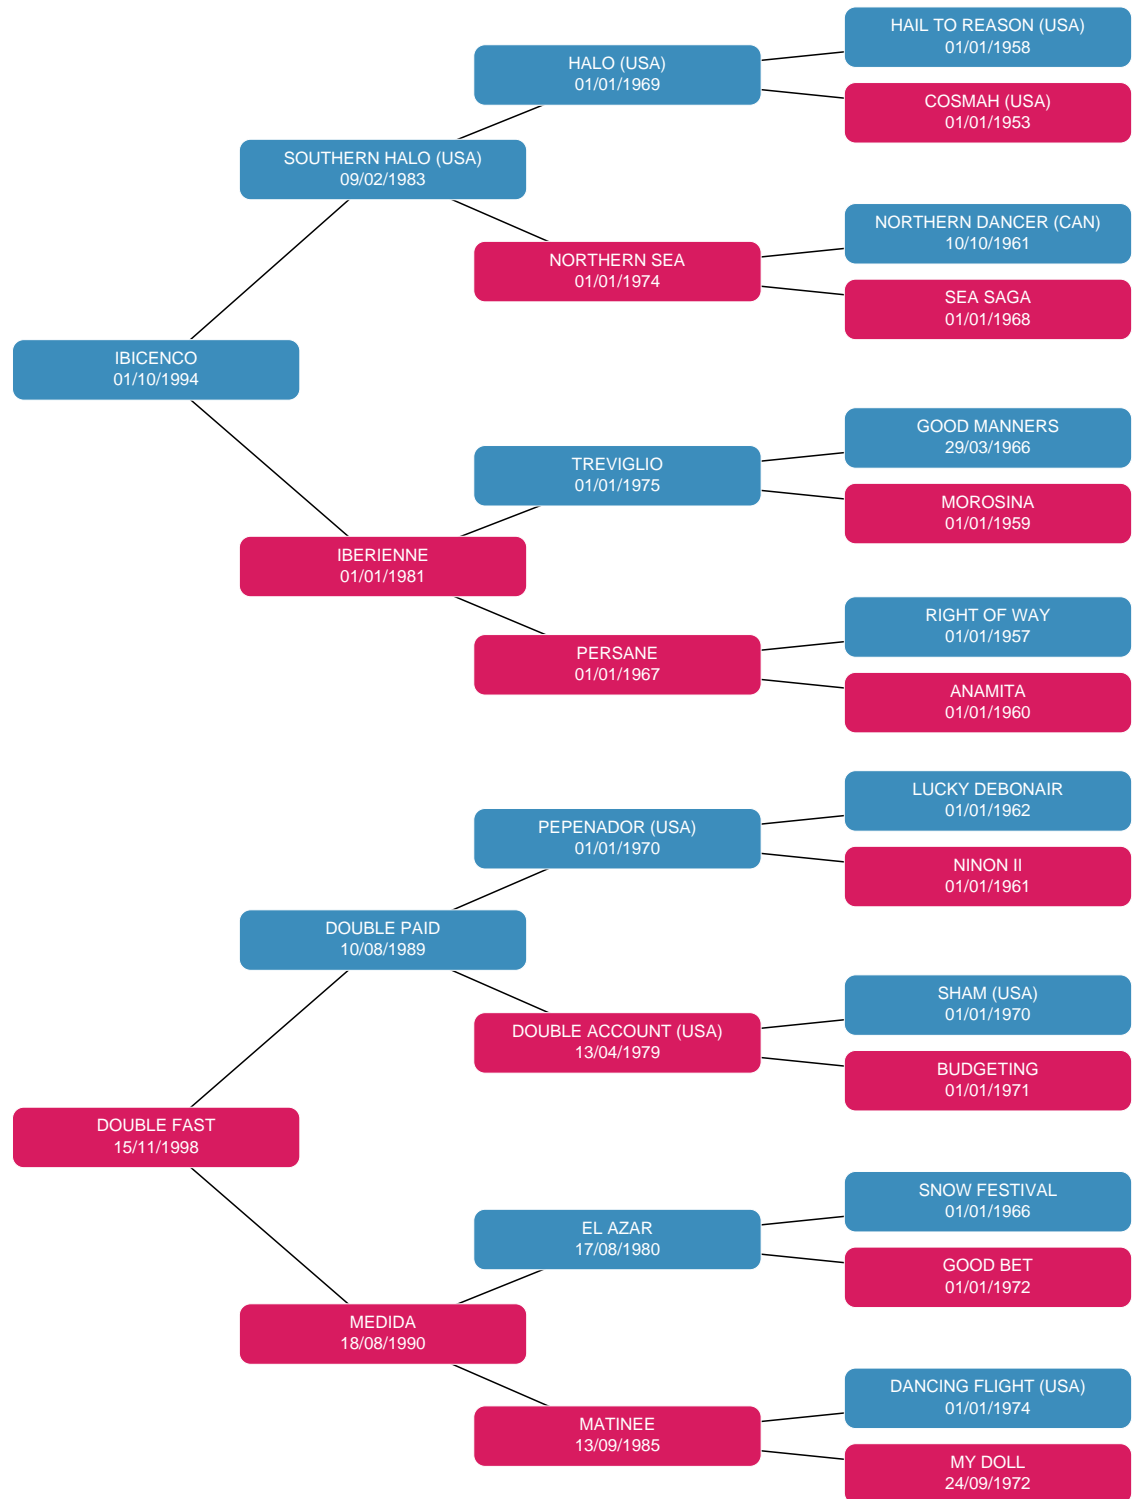 HAIL TO REASON (USA)
01/01/1958
HALO (USA)
01/01/1969
COSMAH (USA)
01/01/1953
SOUTHERN HALO (USA)
09/02/1983
NORTHERN DANCER (CAN)
10/10/1961
NORTHERN SEA
01/01/1974
SEA SAGA
01/01/1968
IBICENCO
01/10/1994
GOOD MANNERS
29/03/1966
TREVIGLIO
01/01/1975
MOROSINA
01/01/1959
IBERIENNE
01/01/1981
RIGHT OF WAY
01/01/1957
PERSANE
01/01/1967
ANAMITA
01/01/1960
LUCKY DEBONAIR
01/01/1962
PEPENADOR (USA)
01/01/1970
NINON II
01/01/1961
DOUBLE PAID
10/08/1989
SHAM (USA)
01/01/1970
DOUBLE ACCOUNT (USA)
13/04/1979
BUDGETING
01/01/1971
DOUBLE FAST
15/11/1998
SNOW FESTIVAL
01/01/1966
EL AZAR
17/08/1980
GOOD BET
01/01/1972
MEDIDA
18/08/1990
DANCING FLIGHT (USA)
01/01/1974
MATINEE
13/09/1985
MY DOLL
24/09/1972